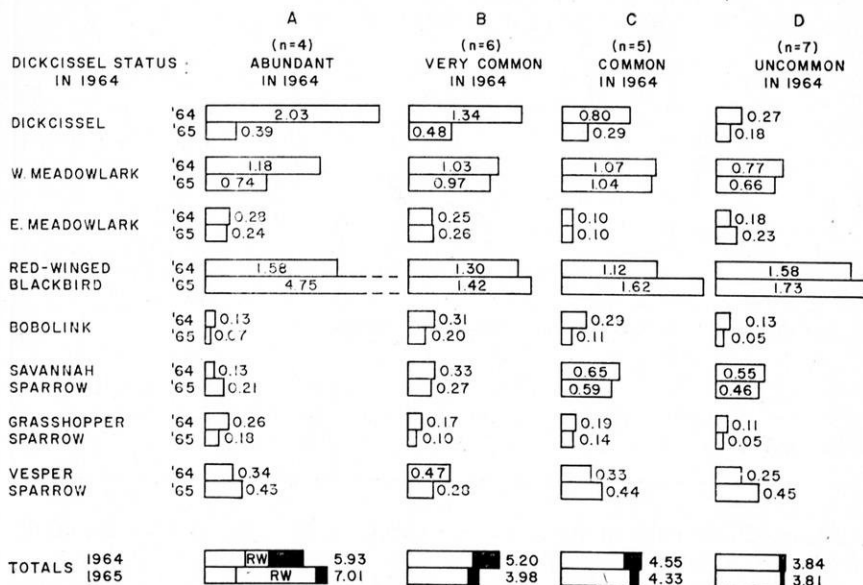 A B C D
(n=4) (n=6) (n=5) (n=7)
DICKCISSEL STATUS : ABUNDANT VERY COMMON COMMON UNCOMMON
IN 1964 IN 1964 IN 1964 IN 1964 IN 1964
DICKCISSEL '64 2.03 1.34 0.80 0.27
'65 0.39 0.48 0.29 0.18
W. MEADOWLARK '64 1.18 1.03 1.07 0.77
'65 0.74 0.97 1.04 0.66
E. MEADOWLARK '64 0.28 0.25 0.10 0.18
'65 0.24 0.26 0.10 0.23
RED-WINGED '64 1.58 1.30 1.12 1.58
BLACKBIRD '65 4.75 1.42 1.62 1.73
BOBOLINK '64 0.13 0.31 0.29 0.13
'65 0.07 0.20 0.11 0.05
SAVANNAH '64 0.13 0.33 0.65 0.55
SPARROW '65 0.21 0.27 0.59 0.46
GRASSHOPPER '64 0.26 0.17 0.19 0.11
SPARROW '65 0.18 0.10 0.14 0.05
VESPER '64 0.34 0.47 0.33 0.25
SPARROW '65 0.43 0.28 0.44 0.45
TOTALS 1964 RW 5.93 5.20 4.55 3.84
1965 RW 7.01 3.98 4.33 3.81